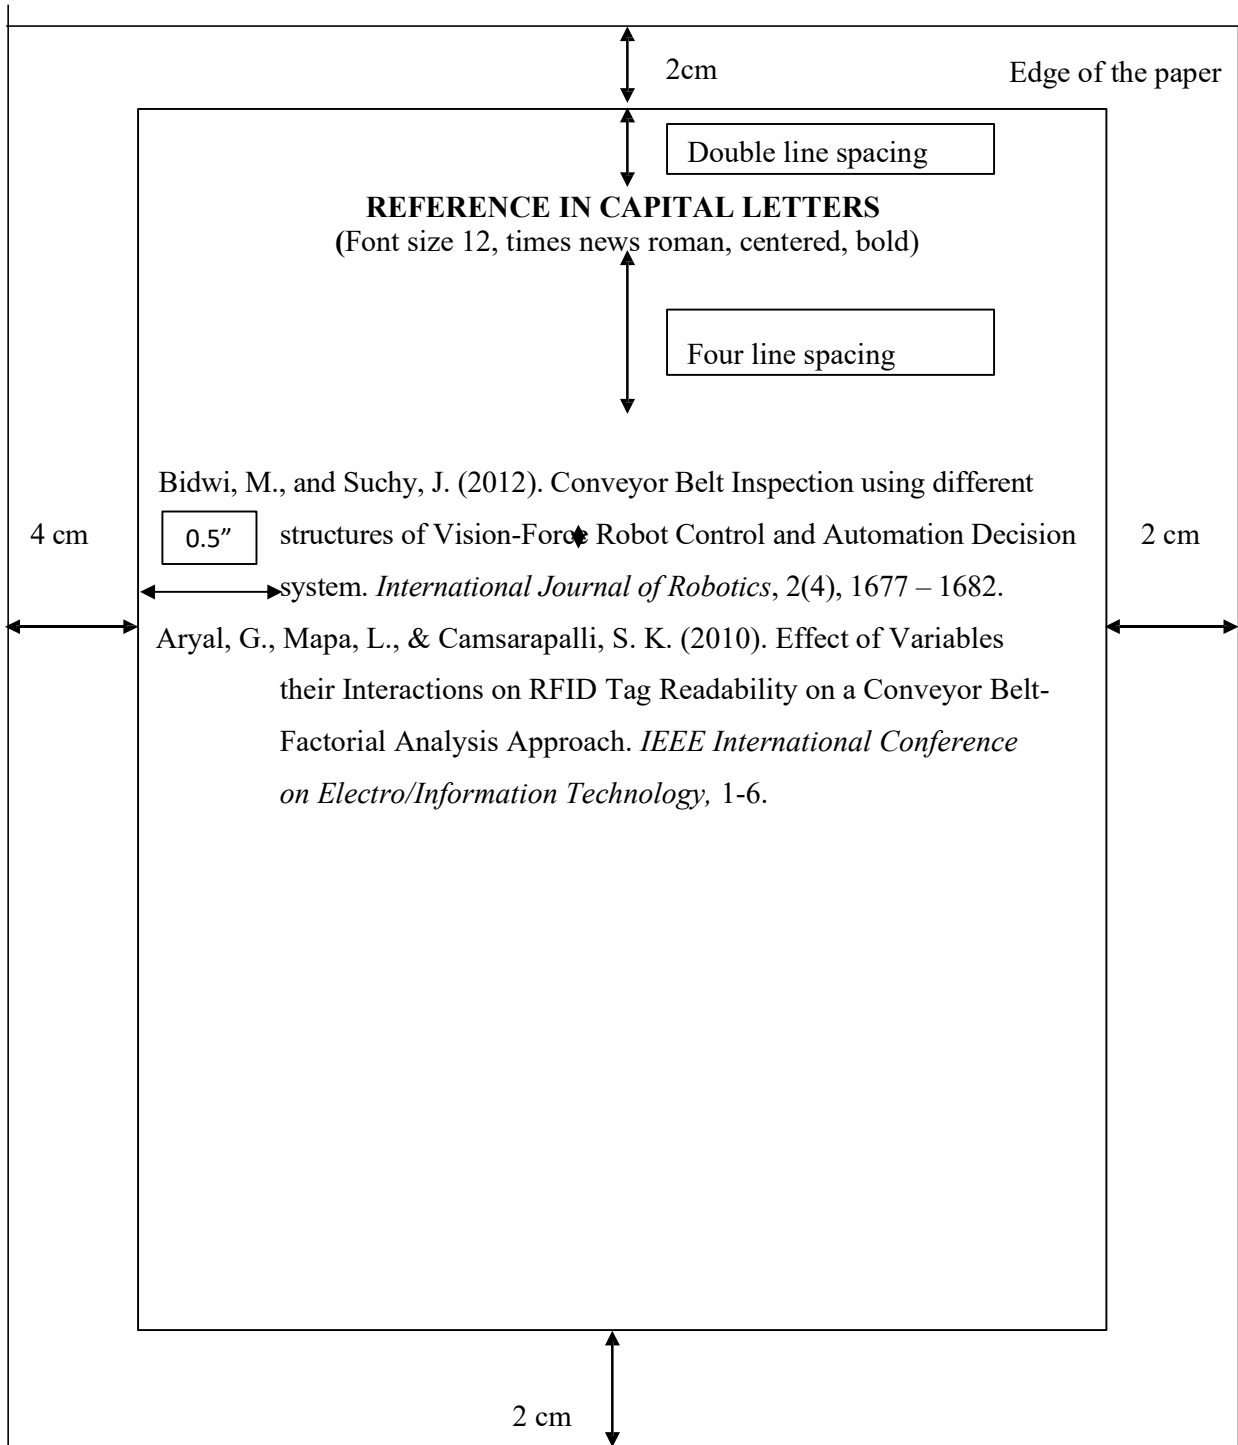 2cm
Edge of the paper
Double line spacing
REFERENCE IN CAPITAL LETTERS
(Font size 12, times news roman, centered, bold)
Four line spacing
Bidwi, M., and Suchy, J. (2012). Conveyor Belt Inspection using different
4 cm
0.5”
structures of Vision-Force Robot Control and Automation Decision
2 cm
system. International Journal of Robotics, 2(4), 1677 – 1682.
Aryal, G., Mapa, L., & Camsarapalli, S. K. (2010). Effect of Variables
their Interactions on RFID Tag Readability on a Conveyor Belt-
Factorial Analysis Approach. IEEE International Conference
on Electro/Information Technology, 1-6.
2 cm